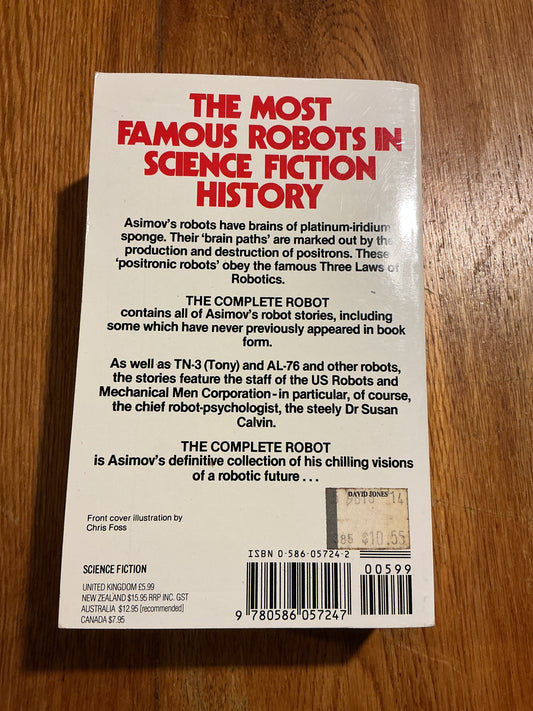 THE MOST
FAMOUS ROBOTS IN
SCIENCE FICTION
HISTORY
Asimov's robots have brains of platinum-iridium
sponge. Their 'brain paths' are marked out by the
production and destruction of positrons. These
'positronic robots' obey the famous Three Laws of
Robotics.
THE COMPLETE ROBOT
contains all of Asimov's robot stories, including
some which have never previously appeared in book
form.
As well as TN-3 (Tony) and AL-76 and other robots,
the stories feature the staff of the US Robots and
Mechanical Men Corporation-in particular, of course,
the chief robot-psychologist, the steely Dr Susan
Calvin.
THE COMPLETE ROBOT
is Asimov's definitive collection of his chilling visions
of a robotic future . . .
DAVID JONES
14
385 $10.55
Front cover illustration by
Chris Foss
ISBN 0-586-05724-2
00599
SCIENCE FICTION
UNITED KINGDOM £5.99
NEW ZEALAND $15.95 RRP INC. GST
AUSTRALIA $12.95 [recommended]
CANADA $7.95
9 780586 057247